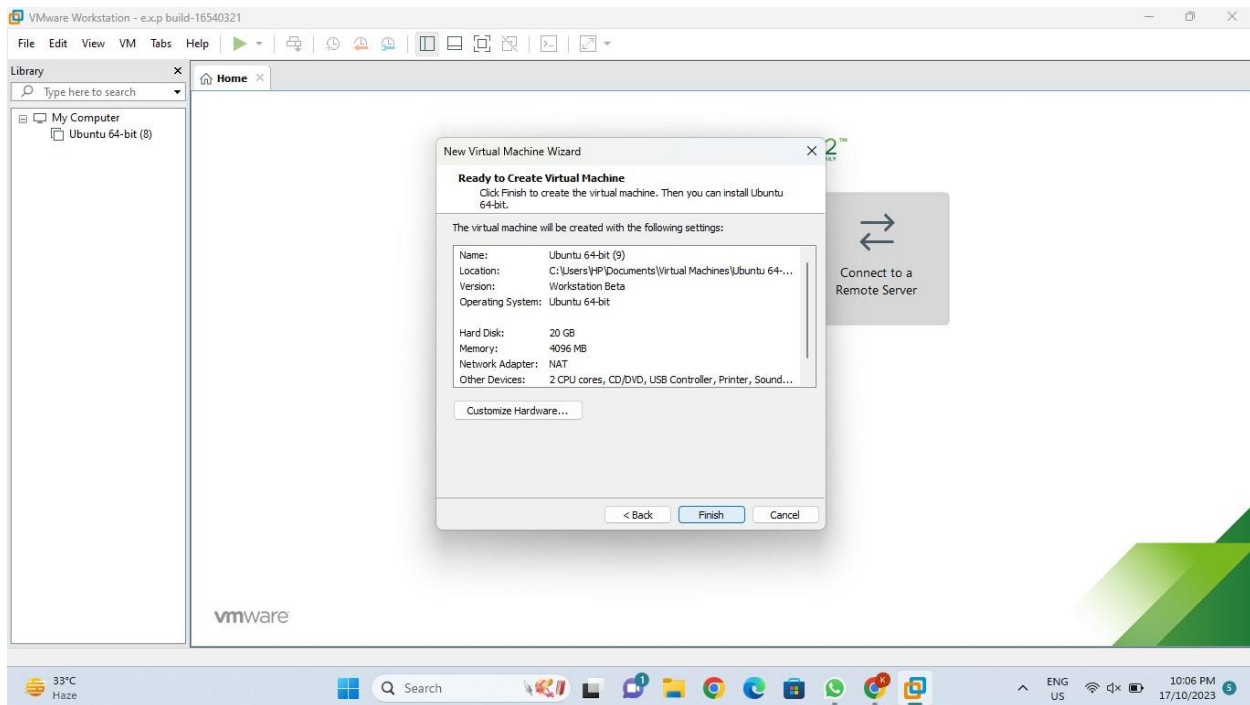 VMware Workstation - e.x.p build-16540321
File Edit View VM Tabs Help
Library
Type here to search
Home
My Computer
Ubuntu 64-bit (8)
2™
New Virtual Machine Wizard
Ready to Create Virtual Machine
Click Finish to create the virtual machine. Then you can install Ubuntu
64-bit.
The virtual machine will be created with the following settings:
Name: Ubuntu 64-bit (9)
Location: C:\Users\HP\Documents\Virtual Machines\Ubuntu 64-...
Version: Workstation Beta
Operating System: Ubuntu 64-bit
Hard Disk: 20 GB
Memory: 4096 MB
Network Adapter: NAT
Other Devices: 2 CPU cores, CD/DVD, USB Controller, Printer, Sound...
Customize Hardware...
< Back Finish Cancel
Connect to a
Remote Server
vmware
33°C
Haze
Search
1
ENG
US
10:06 PM
17/10/2023
5